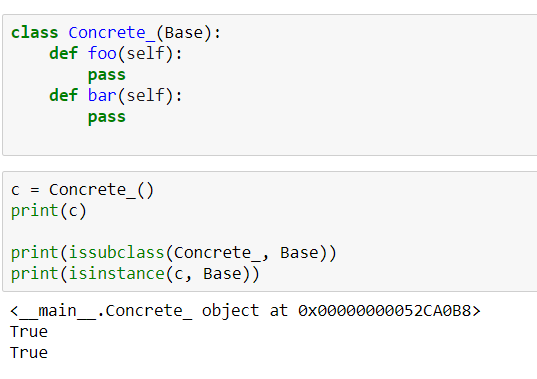 class Concrete_(Base):
    def foo(self):
        pass
    def bar(self):
        pass
c = Concrete_()
print(c)
print(issubclass(Concrete_, Base))
print(isinstance(c, Base))
<__main__.Concrete_ object at 0x00000000052CA0B8>
True
True